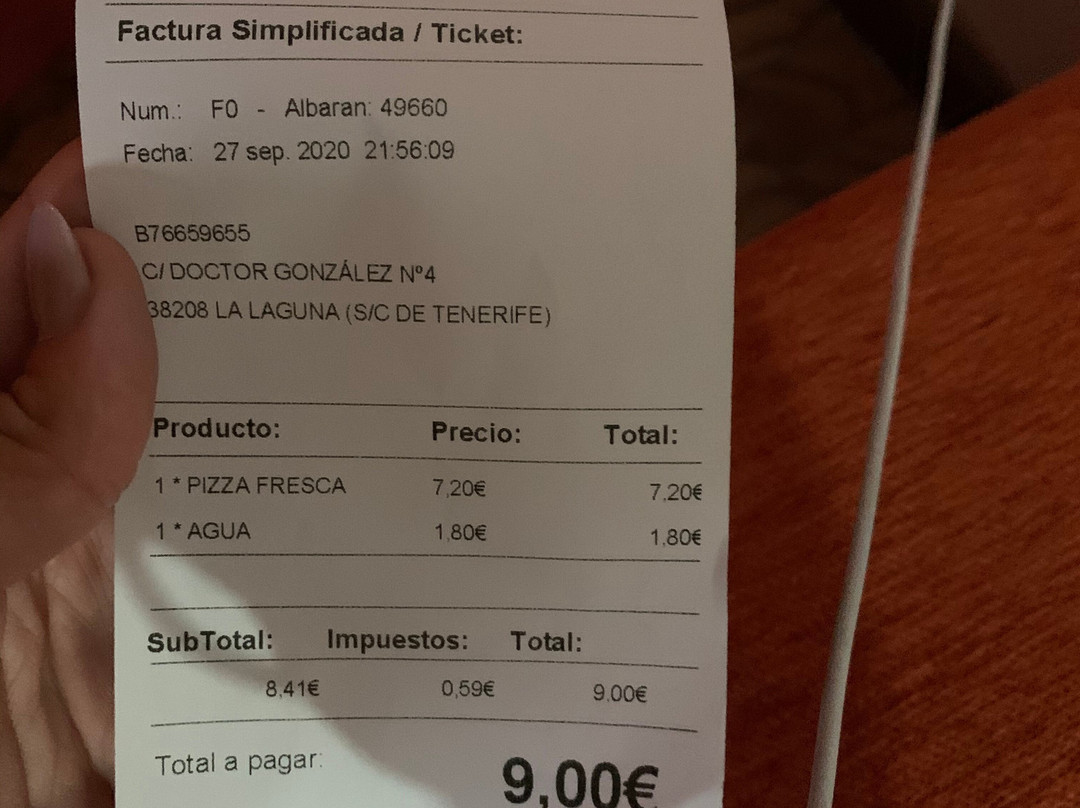 Factura Simplificada / Ticket:
Num.: F0 - Albaran: 49660
Fecha: 27 sep. 2020 21:56:09
B76659655
C/ DOCTOR GONZÁLEZ Nº4
38208 LA LAGUNA (S/C DE TENERIFE)
Producto: Precio: Total:
1 * PIZZA FRESCA 7,20€ 7,20€
1 * AGUA 1,80€ 1,80€
SubTotal: Impuestos: Total:
8,41€ 0,59€ 9,00€
Total a pagar: 9,00€